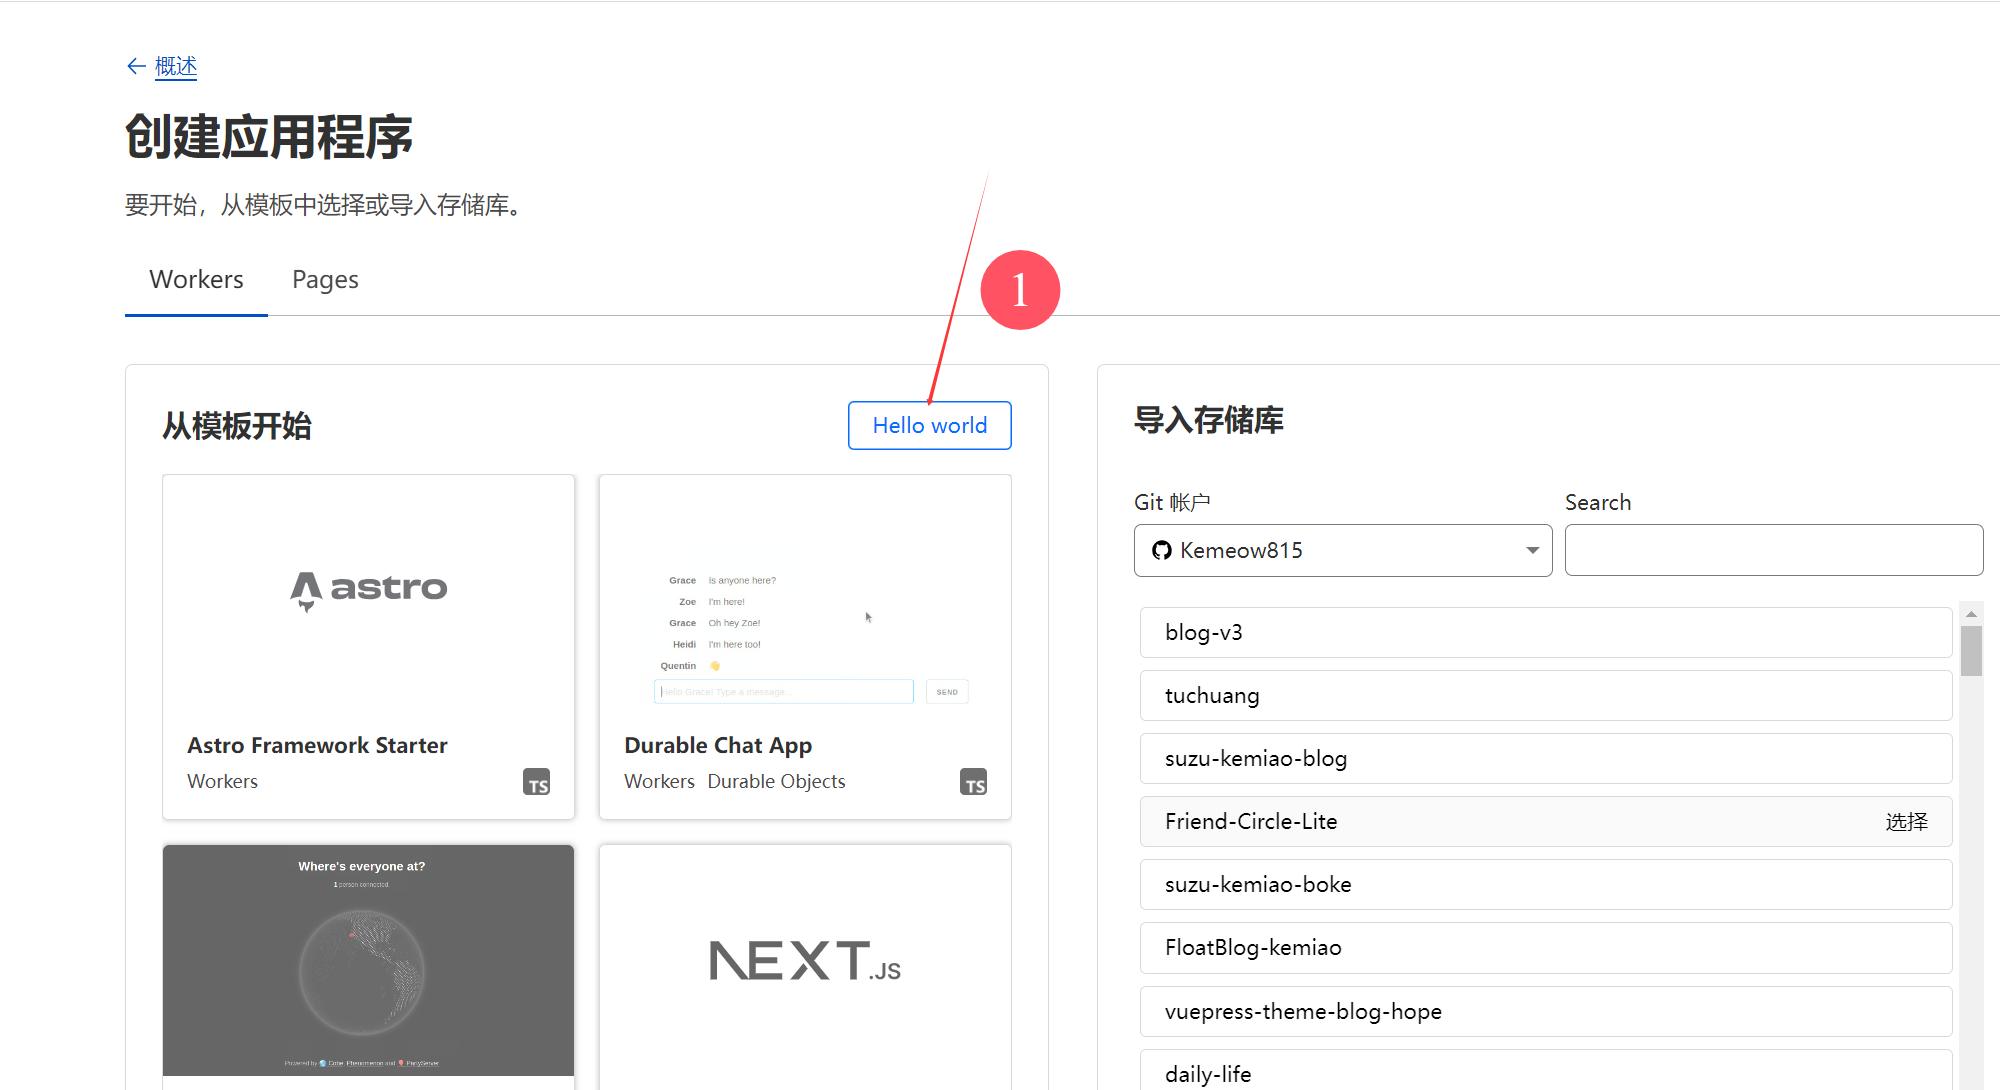 概述
创建应用程序
要开始，从模板中选择或导入存储库。
Workers
Pages
1
从模板开始
Hello world
astro
Astro Framework Starter
Workers
TS
Grace Is anyone here?
Zoe I'm here!
Grace Oh hey Zoe!
Heidi I'm here too!
Quentin 👋
Hello Grace! Type a message...
SEND
Durable Chat App
Workers Durable Objects
TS
Where's everyone at?
1 person connected.
Powered by 🌏 Cobe, Phenomenon and 🎈 PartyServer
NEXT.JS
导入存储库
Git 帐户
Search
Kemeow815
blog-v3
tuchuang
suzu-kemiao-blog
Friend-Circle-Lite
选择
suzu-kemiao-boke
FloatBlog-kemiao
vuepress-theme-blog-hope
daily-life